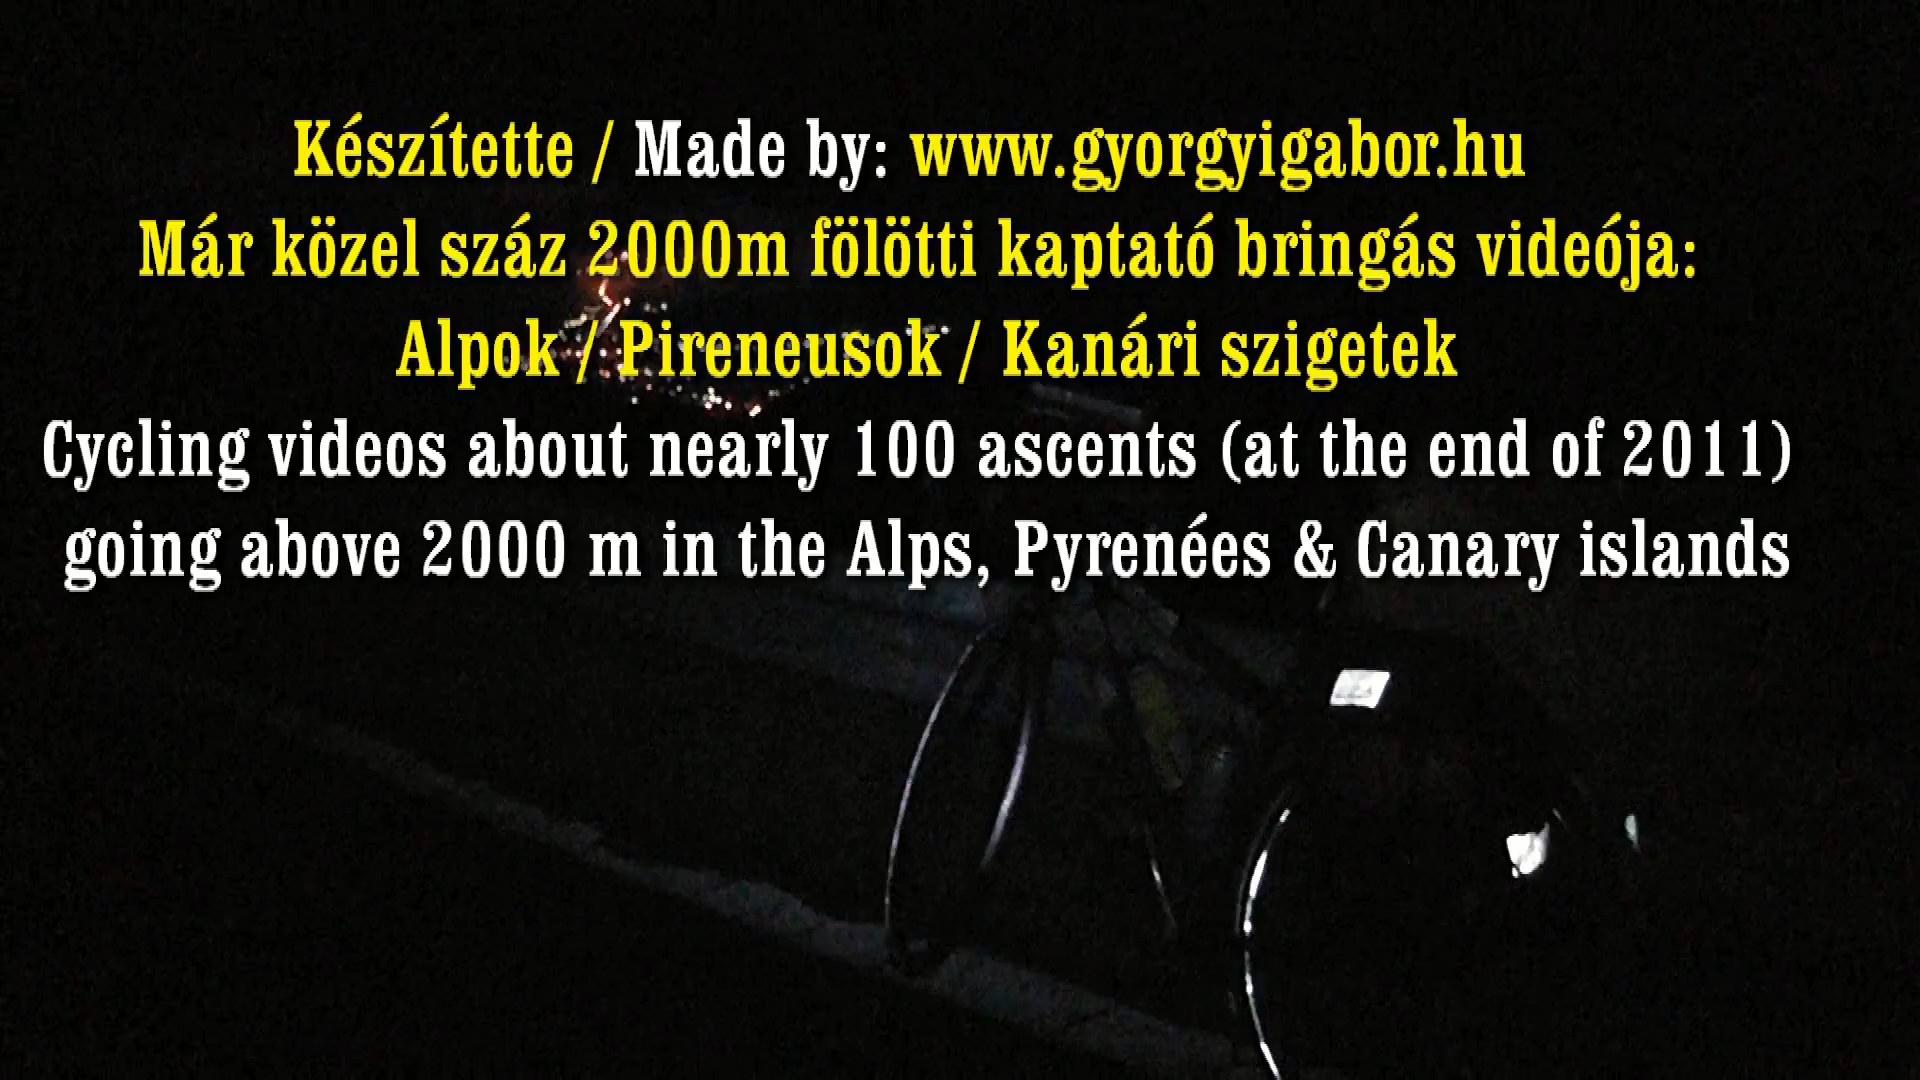 Készítette / Made by: www.gyorgyigabor.hu
Már közel száz 2000m fölötti kaptató bringás videója:
Alpok / Pireneusok / Kanári szigetek
Cycling videos about nearly 100 ascents (at the end of 2011)
going above 2000 m in the Alps, Pyrenées & Canary islands